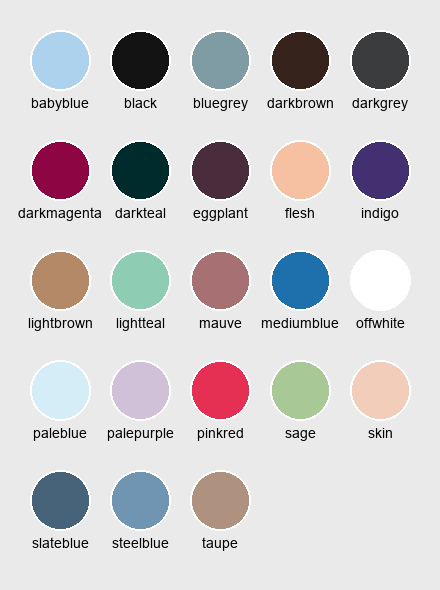 babyblue black bluegrey darkbrown darkgrey
darkmagenta darkteal eggplant flesh indigo
lightbrown lightteal mauve mediumblue offwhite
paleblue palepurple pinkred sage skin
slateblue steelblue taupe